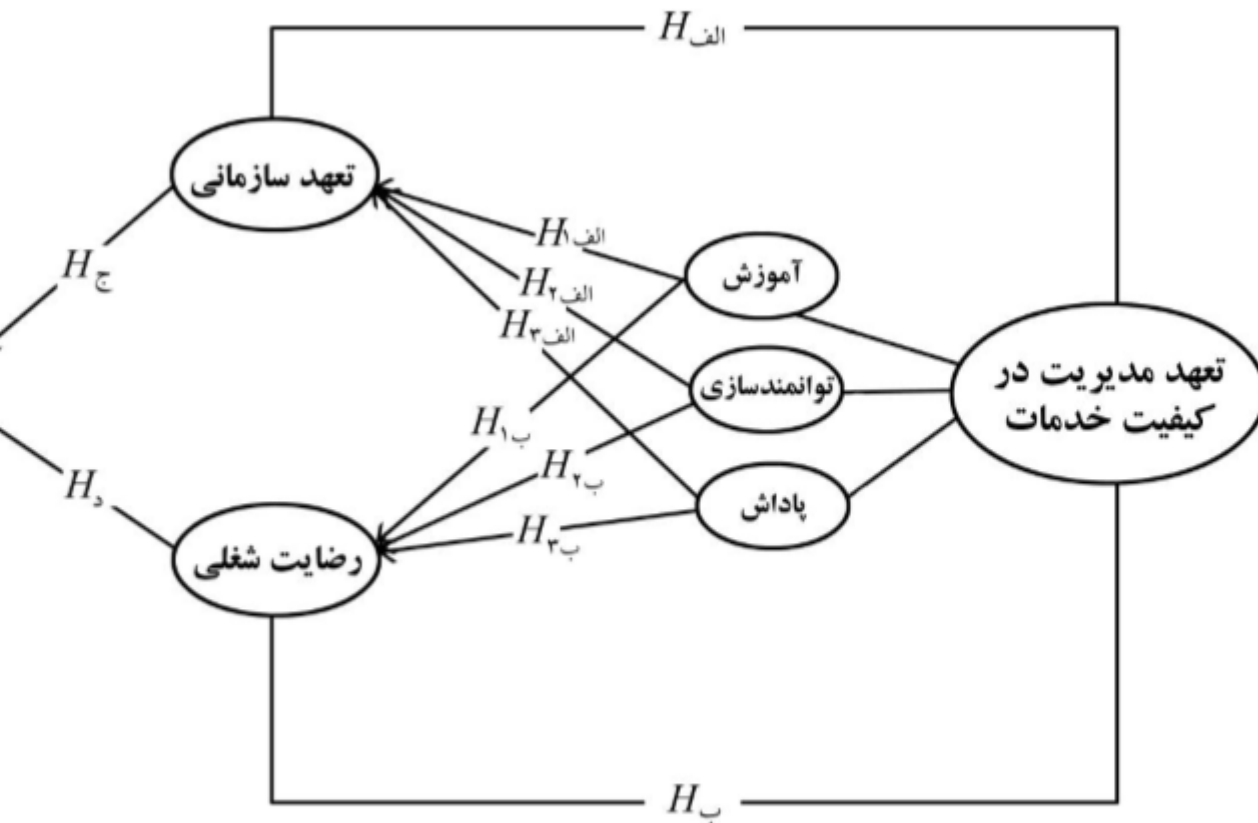 H الف
تعهد سازمانی
H الف۱
آموزش
H ج
H الف۲
H الف۳
تعهد مدیریت در
کیفیت خدمات
توانمندسازی
H ب۱
H ب۲
H د
پاداش
H ب۳
رضایت شغلی
H ب